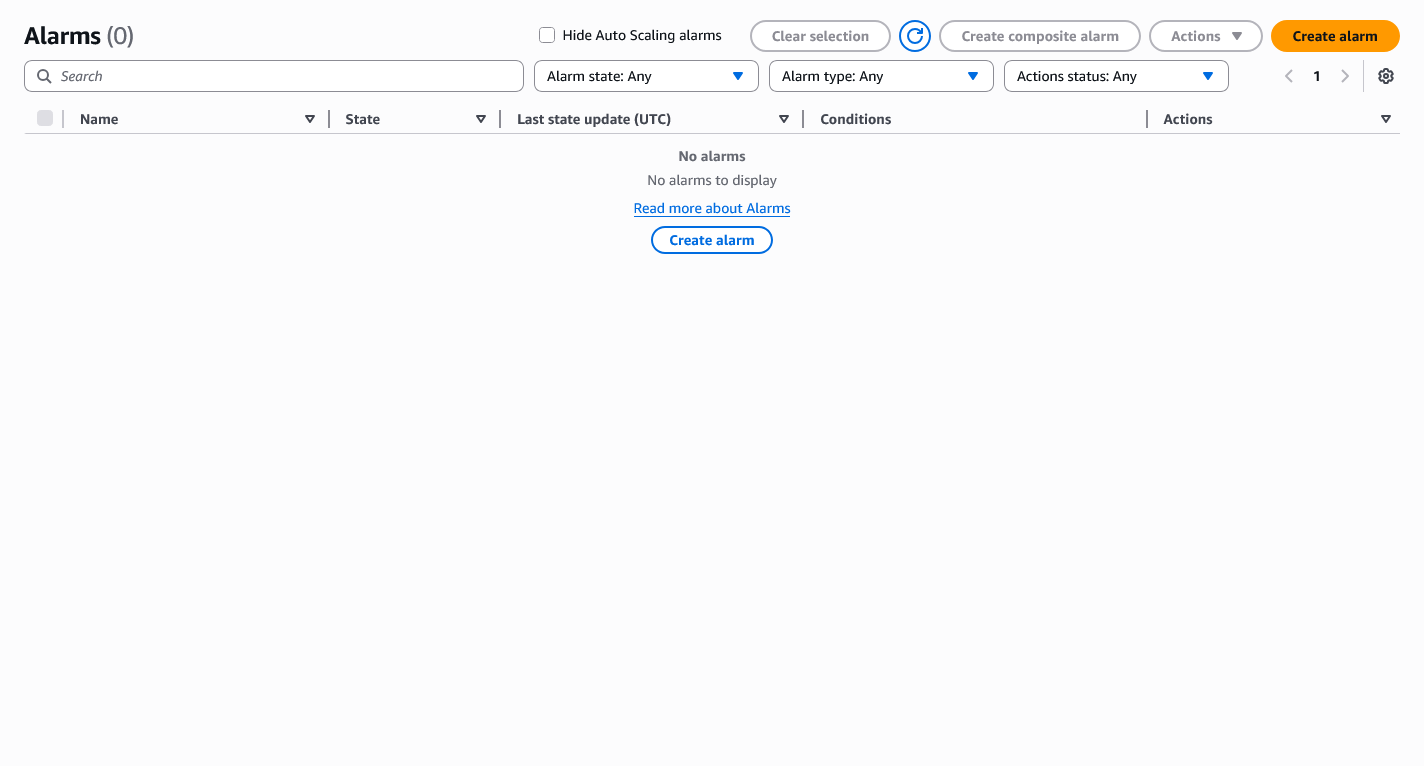 Alarms (0)
Hide Auto Scaling alarms
Clear selection
Create composite alarm
Actions
Create alarm
Search
Alarm state: Any
Alarm type: Any
Actions status: Any
1
Name
State
Last state update (UTC)
Conditions
Actions
No alarms
No alarms to display
Read more about Alarms
Create alarm